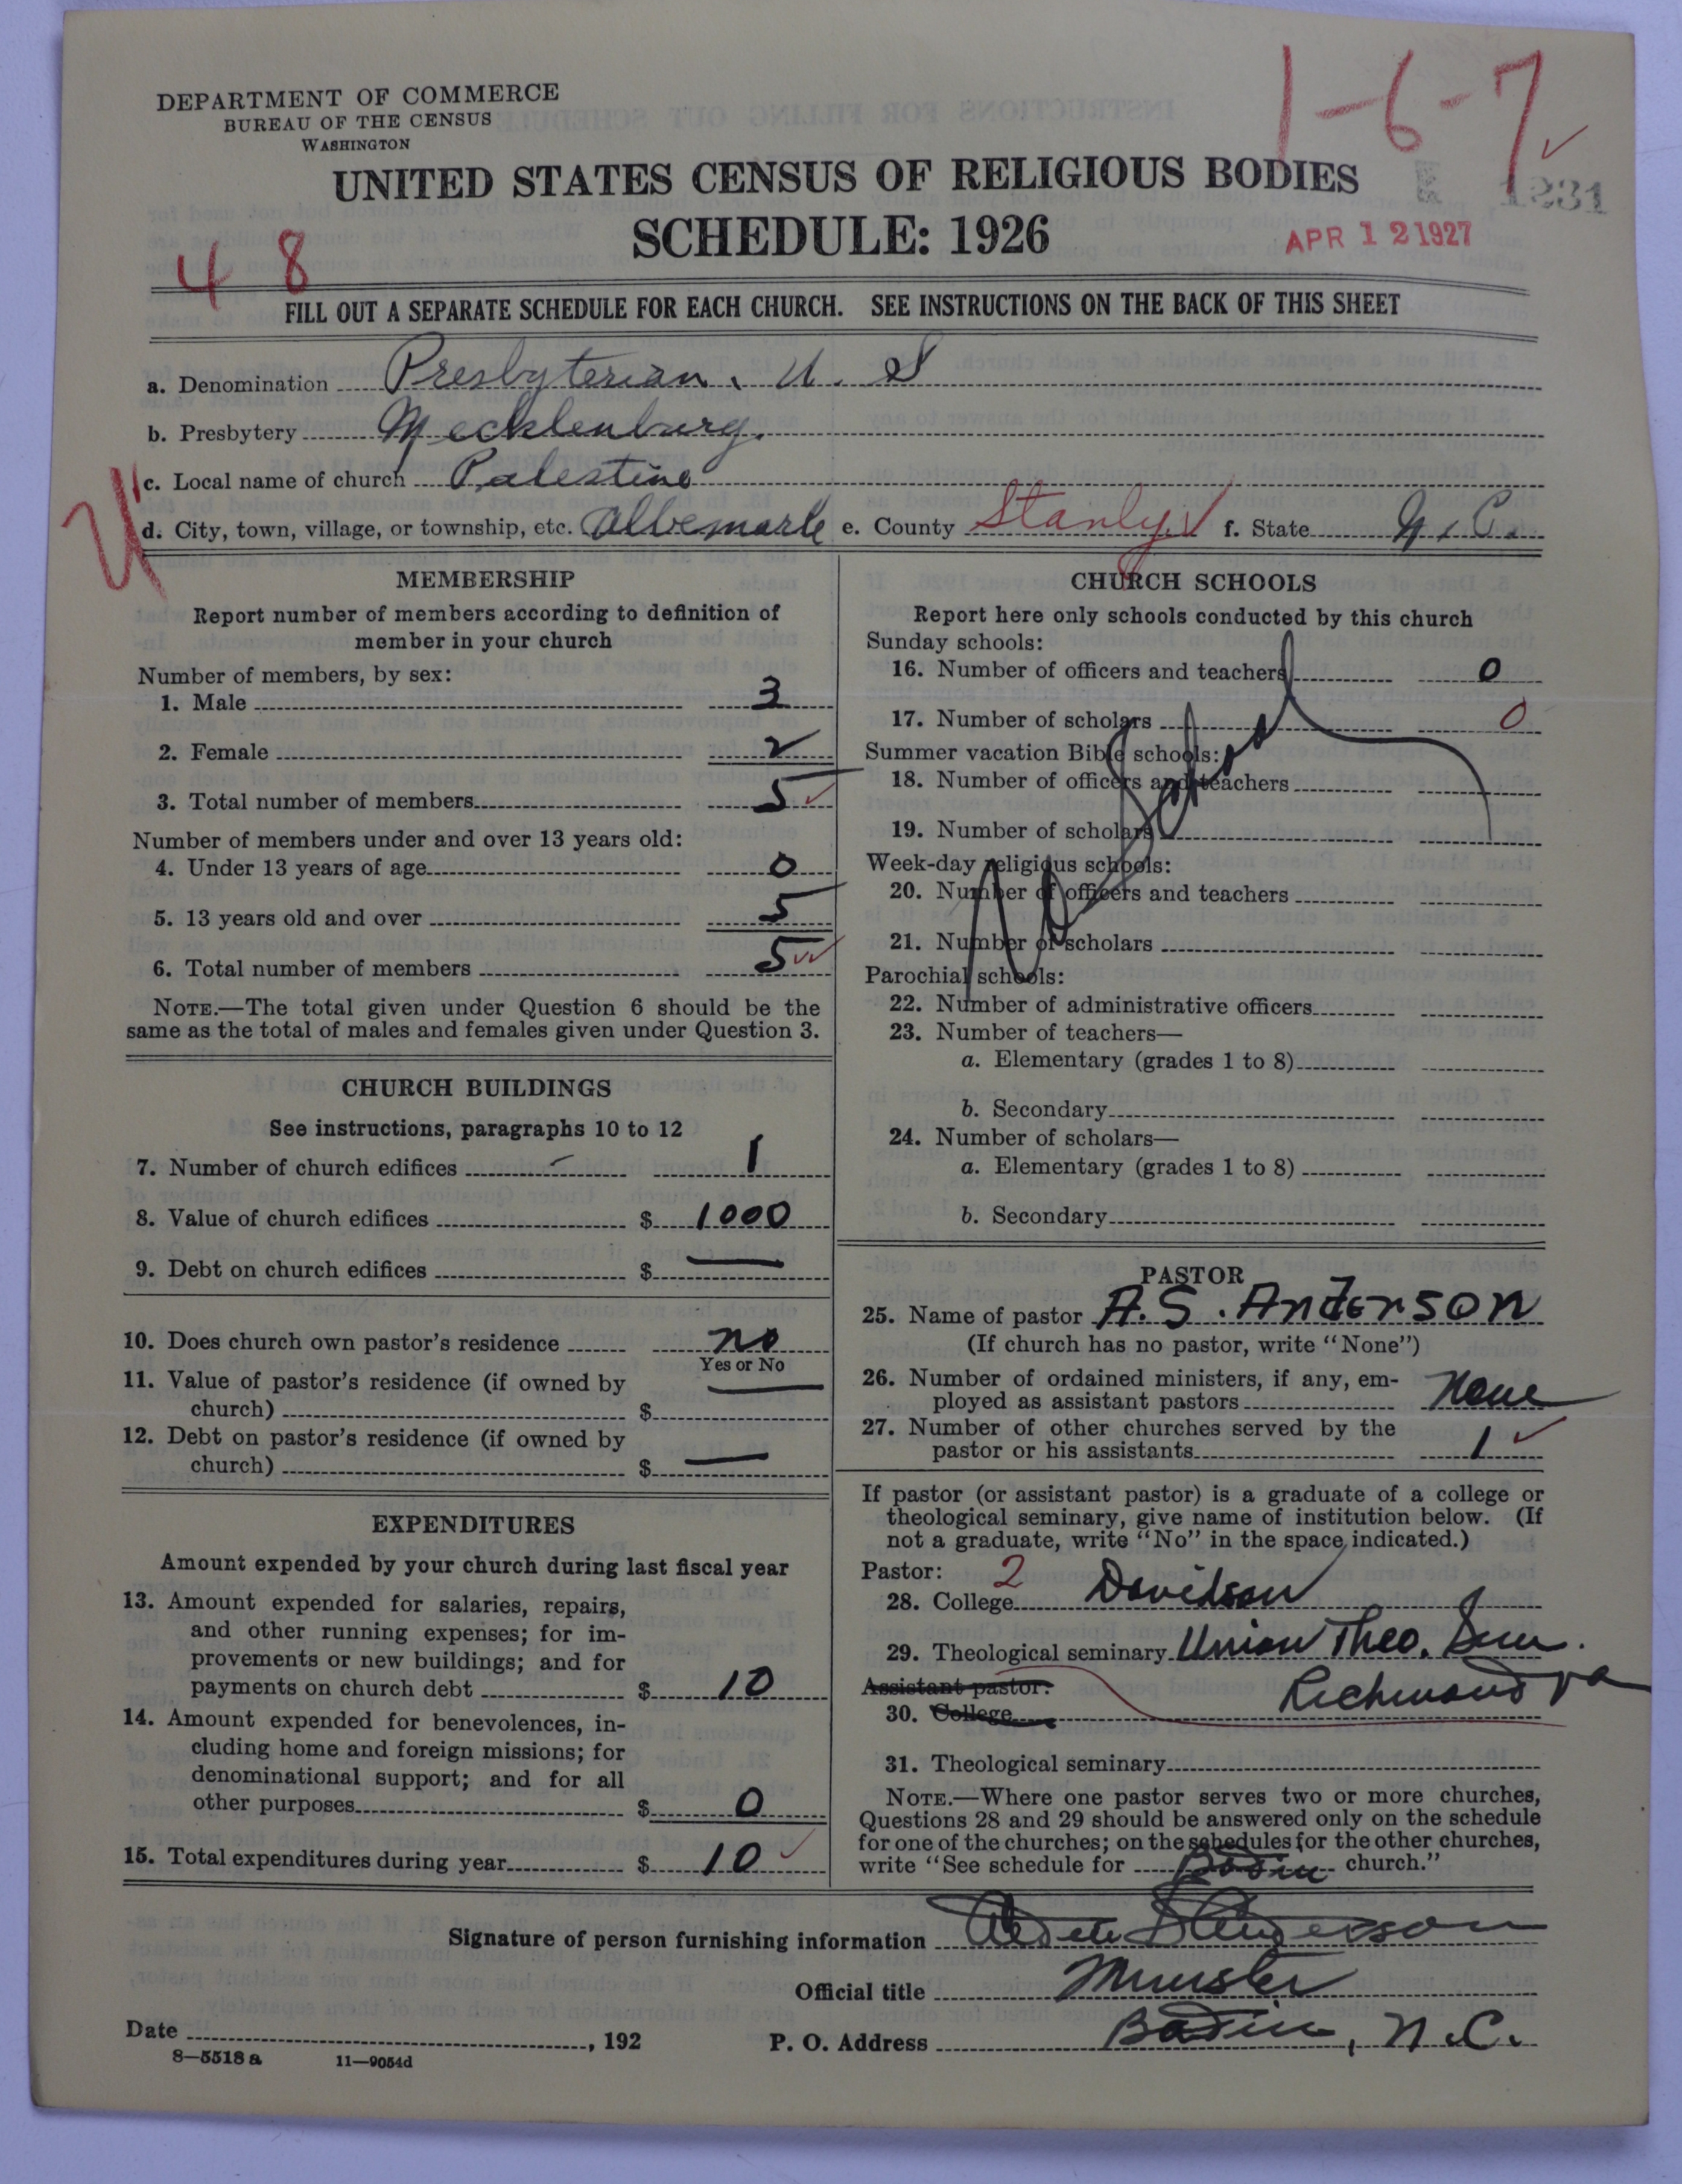 DEPARTMENT OF COMMERCE
BUREAU OF THE CENSUS
WASHINGTON
1-6-7
UNITED STATES CENSUS OF RELIGIOUS BODIES
SCHEDULE: 1926
1231
APR 12 1927
48
FILL OUT A SEPARATE SCHEDULE FOR EACH CHURCH. SEE INSTRUCTIONS ON THE BACK OF THIS SHEET
a. Denomination Presbyterian. U. S
b. Presbytery Mecklenburg.
c. Local name of church Palestine
d. City, town, village, or township, etc. Albemarle e. County Stanly f. State N. C.
MEMBERSHIP
Report number of members according to definition of
member in your church
Number of members, by sex:
1. Male 3
2. Female 2
3. Total number of members 5
Number of members under and over 13 years old:
4. Under 13 years of age 0
5. 13 years old and over 5
6. Total number of members 5
NOTE.—The total given under Question 6 should be the
same as the total of males and females given under Question 3.
CHURCH BUILDINGS
See instructions, paragraphs 10 to 12
7. Number of church edifices 1
8. Value of church edifices $ 1000
9. Debt on church edifices $ —
10. Does church own pastor's residence no
Yes or No
11. Value of pastor's residence (if owned by
church) $ —
12. Debt on pastor's residence (if owned by
church) $ —
EXPENDITURES
Amount expended by your church during last fiscal year
13. Amount expended for salaries, repairs,
and other running expenses; for im-
provements or new buildings; and for
payments on church debt $ 10
14. Amount expended for benevolences, in-
cluding home and foreign missions; for
denominational support; and for all
other purposes $ 0
15. Total expenditures during year $ 10
CHURCH SCHOOLS
Report here only schools conducted by this church
Sunday schools:
16. Number of officers and teachers 0
17. Number of scholars 0
Summer vacation Bible schools:
18. Number of officers and teachers
19. Number of scholars
Week-day religious schools:
20. Number of officers and teachers
21. Number of scholars
No School
Parochial schools:
22. Number of administrative officers
23. Number of teachers—
a. Elementary (grades 1 to 8)
b. Secondary
24. Number of scholars—
a. Elementary (grades 1 to 8)
b. Secondary
PASTOR
25. Name of pastor A. S. Anderson
(If church has no pastor, write "None")
26. Number of ordained ministers, if any, em-
ployed as assistant pastors None
27. Number of other churches served by the
pastor or his assistants 1
If pastor (or assistant pastor) is a graduate of a college or
theological seminary, give name of institution below. (If
not a graduate, write "No" in the space indicated.)
Pastor: 2
28. College Davidson
29. Theological seminary Union Theo. Sem.
Assistant pastor: Richmond Va
30. College
31. Theological seminary
NOTE.—Where one pastor serves two or more churches,
Questions 28 and 29 should be answered only on the schedule
for one of the churches; on the schedules for the other churches,
write "See schedule for Badin church."
Signature of person furnishing information Anderson
Official title Minister
Date , 192 P. O. Address Badin, N.C.
8—5518 a 11—9054d